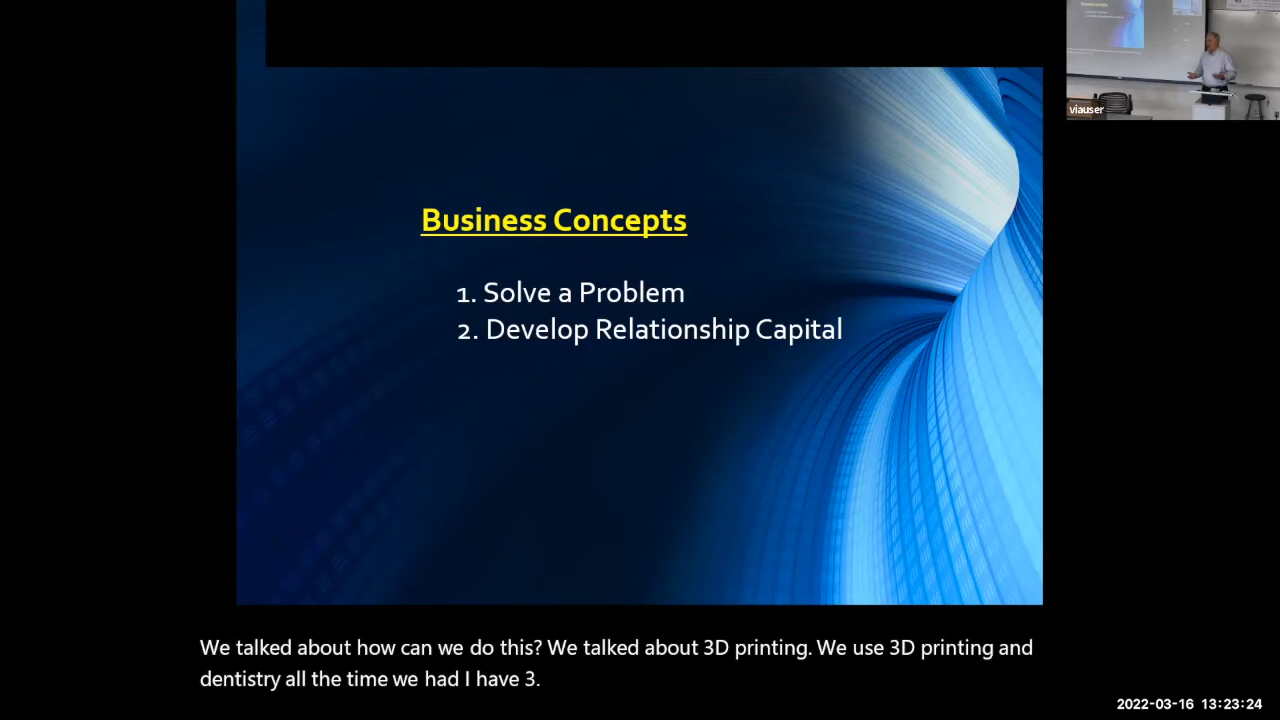 viauser
Business Concepts
1. Solve a Problem
2. Develop Relationship Capital
We talked about how can we do this? We talked about 3D printing. We use 3D printing and
dentistry all the time we had I have 3.
2022-03-16 13:23:24